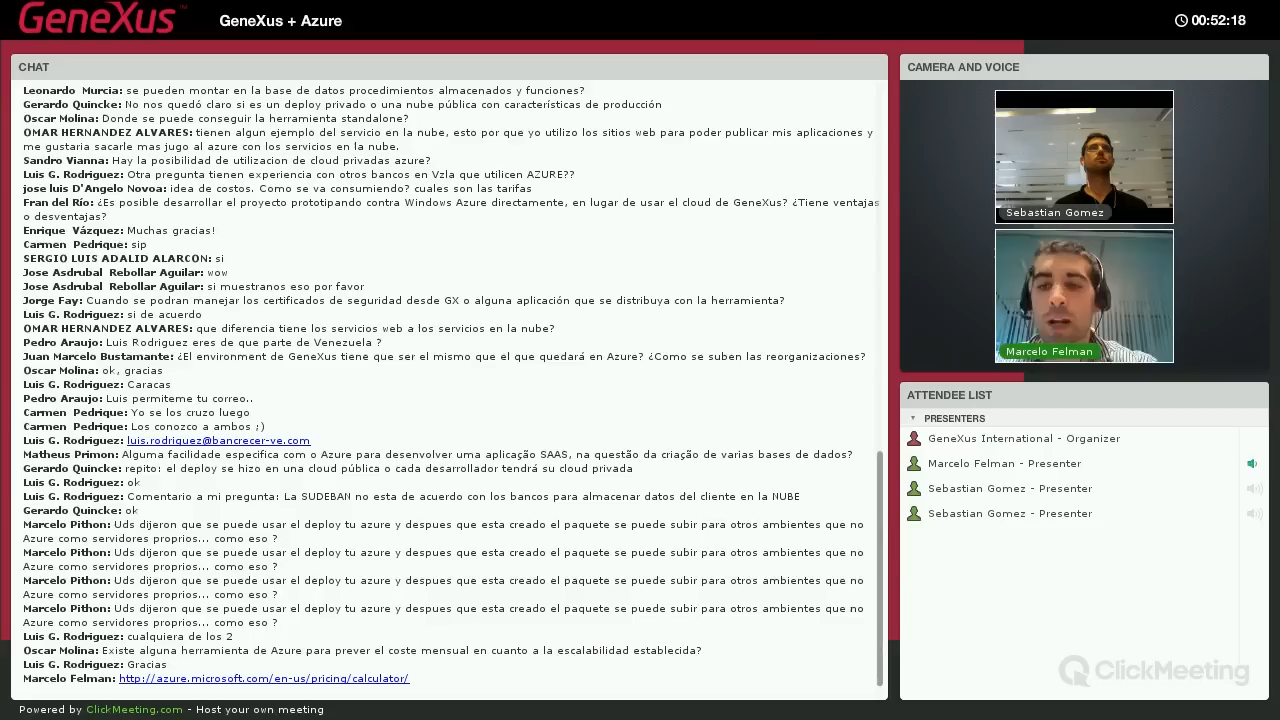 GeneXus™
GeneXus + Azure
00:52:18
CHAT
Leonardo Murcia: se pueden montar en la base de datos procedimientos almacenados y funciones?
Gerardo Quincke: No nos quedó claro si es un deploy privado o una nube pública con características de producción
Oscar Molina: Donde se puede conseguir la herramienta standalone?
OMAR HERNANDEZ ALVARES: tienen algun ejemplo del servicio en la nube, esto por que yo utilizo los sitios web para poder publicar mis aplicaciones y
me gustaria sacarle mas jugo al azure con los servicios en la nube.
Sandro Vianna: Hay la posibilidad de utilizacion de cloud privadas azure?
Luis G. Rodriguez: Otra pregunta tienen experiencia con otros bancos en Vzla que utilicen AZURE??
jose luis D'Angelo Novoa: idea de costos. Como se va consumiendo? cuales son las tarifas
Fran del Río: ¿Es posible desarrollar el proyecto prototipando contra Windows Azure directamente, en lugar de usar el cloud de GeneXus? ¿Tiene ventajas
o desventajas?
Enrique Vázquez: Muchas gracias!
Carmen Pedrique: sip
SERGIO LUIS ADALID ALARCON: si
Jose Asdrubal Rebollar Aguilar: wow
Jose Asdrubal Rebollar Aguilar: si muestranos eso por favor
Jorge Fay: Cuando se podran manejar los certificados de seguridad desde GX o alguna aplicación que se distribuya con la herramienta?
Luis G. Rodriguez: si de acuerdo
OMAR HERNANDEZ ALVARES: que diferencia tiene los servicios web a los servicios en la nube?
Pedro Araujo: Luis Rodriguez eres de que parte de Venezuela ?
Juan Marcelo Bustamante: ¿El environment de GeneXus tiene que ser el mismo que el que quedará en Azure? ¿Como se suben las reorganizaciones?
Oscar Molina: ok, gracias
Luis G. Rodriguez: Caracas
Pedro Araujo: Luis permiteme tu correo..
Carmen Pedrique: Yo se los cruzo luego
Carmen Pedrique: Los conozco a ambos ;)
Luis G. Rodriguez: luis.rodriguez@bancrecer-ve.com
Matheus Primon: Alguma facilidade especifica com o Azure para desenvolver uma aplicação SAAS, na questão da criação de varias bases de dados?
Gerardo Quincke: repito: el deploy se hizo en una cloud pública o cada desarrollador tendrá su cloud privada
Luis G. Rodriguez: ok
Luis G. Rodriguez: Comentario a mi pregunta: La SUDEBAN no esta de acuerdo con los bancos para almacenar datos del cliente en la NUBE
Gerardo Quincke: ok
Marcelo Pithon: Uds dijeron que se puede usar el deploy tu azure y despues que esta creado el paquete se puede subir para otros ambientes que no
Azure como servidores proprios... como eso ?
Marcelo Pithon: Uds dijeron que se puede usar el deploy tu azure y despues que esta creado el paquete se puede subir para otros ambientes que no
Azure como servidores proprios... como eso ?
Marcelo Pithon: Uds dijeron que se puede usar el deploy tu azure y despues que esta creado el paquete se puede subir para otros ambientes que no
Azure como servidores proprios... como eso ?
Marcelo Pithon: Uds dijeron que se puede usar el deploy tu azure y despues que esta creado el paquete se puede subir para otros ambientes que no
Azure como servidores proprios... como eso ?
Luis G. Rodriguez: cualquiera de los 2
Oscar Molina: Existe alguna herramienta de Azure para prever el coste mensual en cuanto a la escalabilidad establecida?
Luis G. Rodriguez: Gracias
Marcelo Felman: http://azure.microsoft.com/en-us/pricing/calculator/
CAMERA AND VOICE
Sebastian Gomez
Marcelo Felman
ATTENDEE LIST
PRESENTERS
GeneXus International - Organizer
Marcelo Felman - Presenter
Sebastian Gomez - Presenter
Sebastian Gomez - Presenter
ClickMeeting
Powered by ClickMeeting.com - Host your own meeting